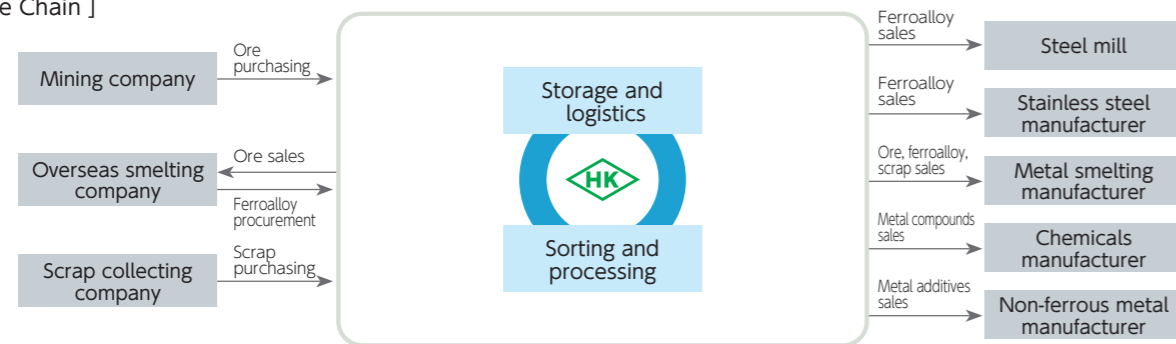 e Chain ]
Mining company
Ore
purchasing
Overseas smelting
company
Ore sales
Ferroalloy
procurement
Scrap collecting
company
Scrap
purchasing
Storage and
logistics
HK
Sorting and
processing
Ferroalloy
sales
Steel mill
Ferroalloy
sales
Stainless steel
manufacturer
Ore, ferroalloy,
scrap sales
Metal smelting
manufacturer
Metal compounds
sales
Chemicals
manufacturer
Metal additives
sales
Non-ferrous metal
manufacturer